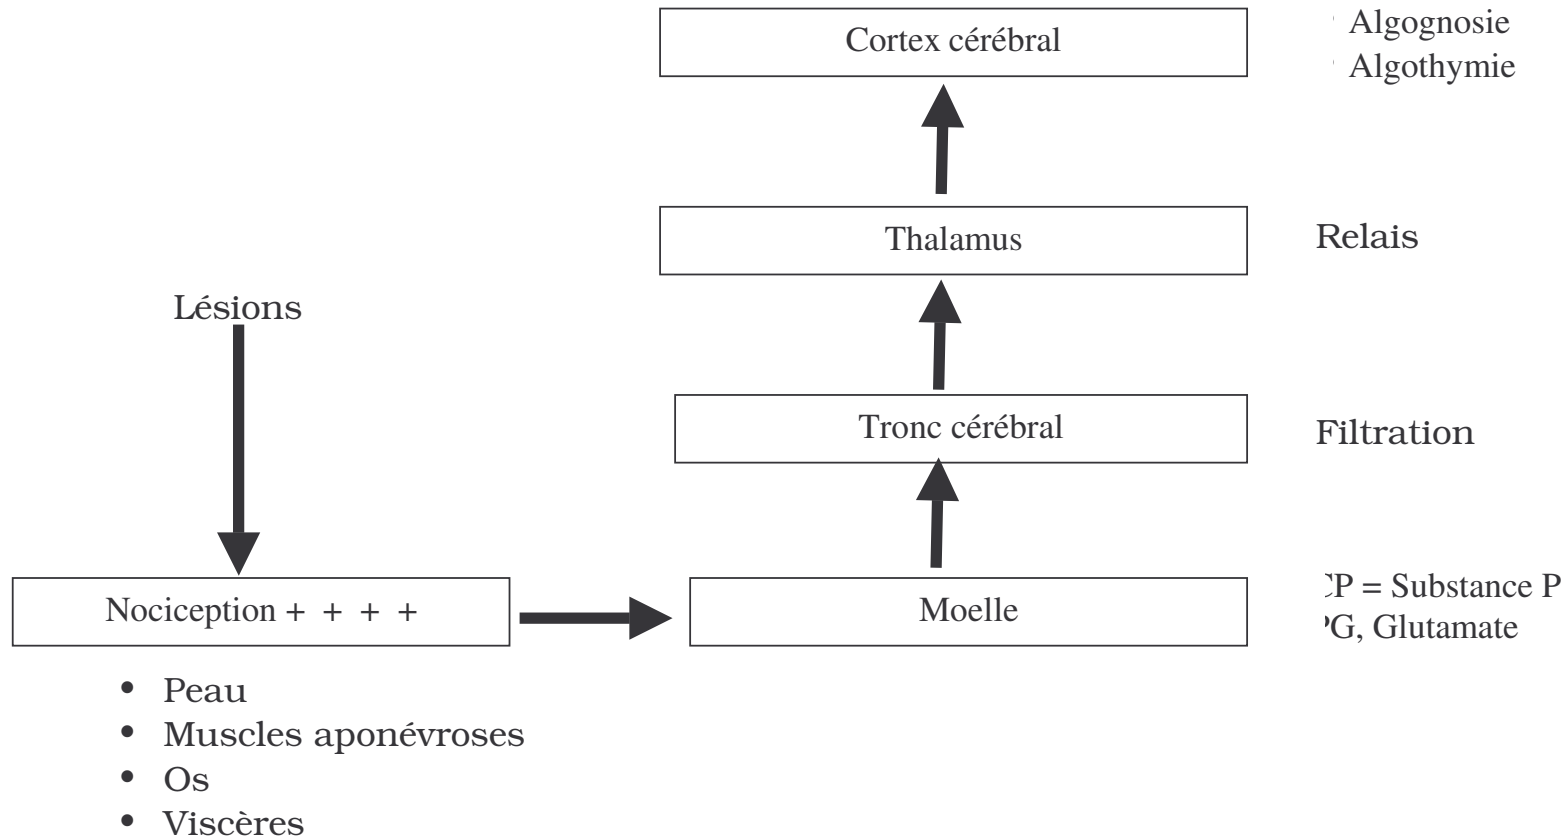 Cortex cérébral
Algognosie
Algothymie
Thalamus
Relais
Lésions
Tronc cérébral
Filtration
Nociception + + + +
Moelle
= Substance P
Glutamate
• Peau
• Muscles aponévroses
• Os
• Viscères